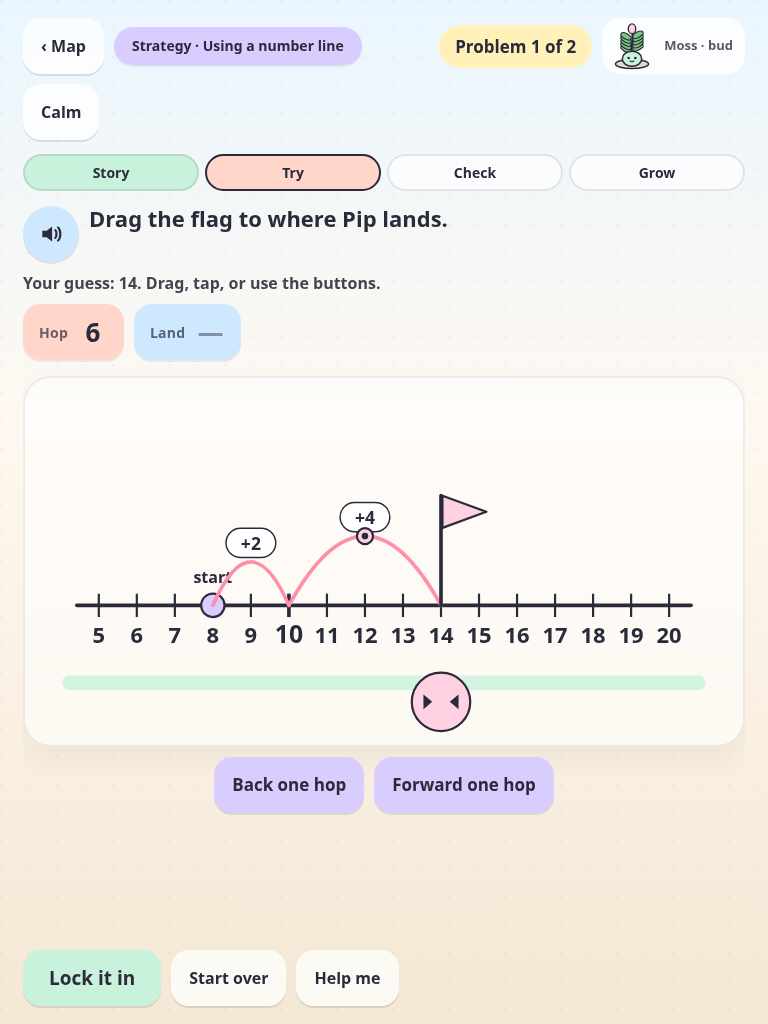 ‹ Map
Strategy · Using a number line
Problem 1 of 2
Moss · bud
Calm
Story
Try
Check
Grow
Drag the flag to where Pip lands.
Your guess: 14. Drag, tap, or use the buttons.
Hop 6
Land —
+4
+2
start
5 6 7 8 9 10 11 12 13 14 15 16 17 18 19 20
Back one hop
Forward one hop
Lock it in
Start over
Help me